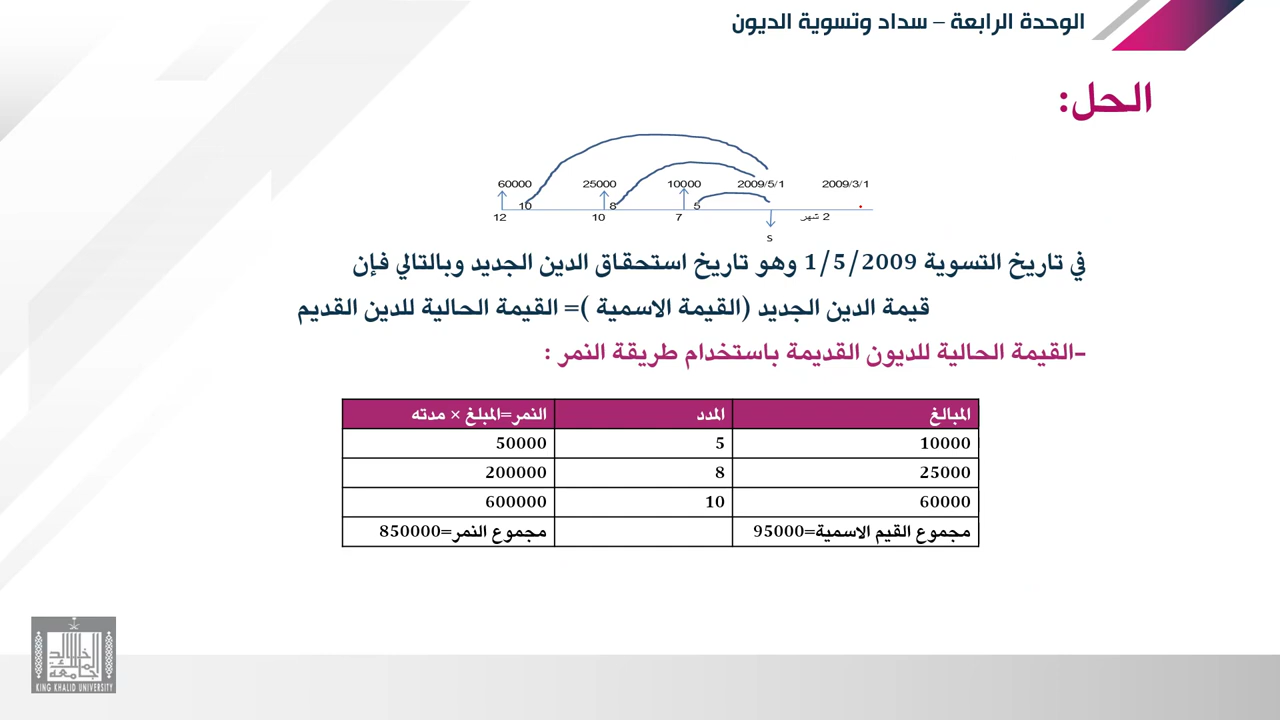 الوحدة الرابعة – سداد وتسوية الديون
الحل:
60000 25000 10000 2009/5/1 2009/3/1
10 8 5
12 10 7 2 شهر
S
في تاريخ التسوية 1/5/2009 وهو تاريخ استحقاق الدين الجديد وبالتالي فإن
قيمة الدين الجديد (القيمة الاسمية )= القيمة الحالية للدين القديم
-القيمة الحالية للديون القديمة باستخدام طريقة النمر :
المبالغ المدد النمر=المبلغ × مدته
10000 5 50000
25000 8 200000
60000 10 600000
مجموع القيم الاسمية=95000 مجموع النمر=850000
جامعة الملك خالد
KING KHALID UNIVERSITY